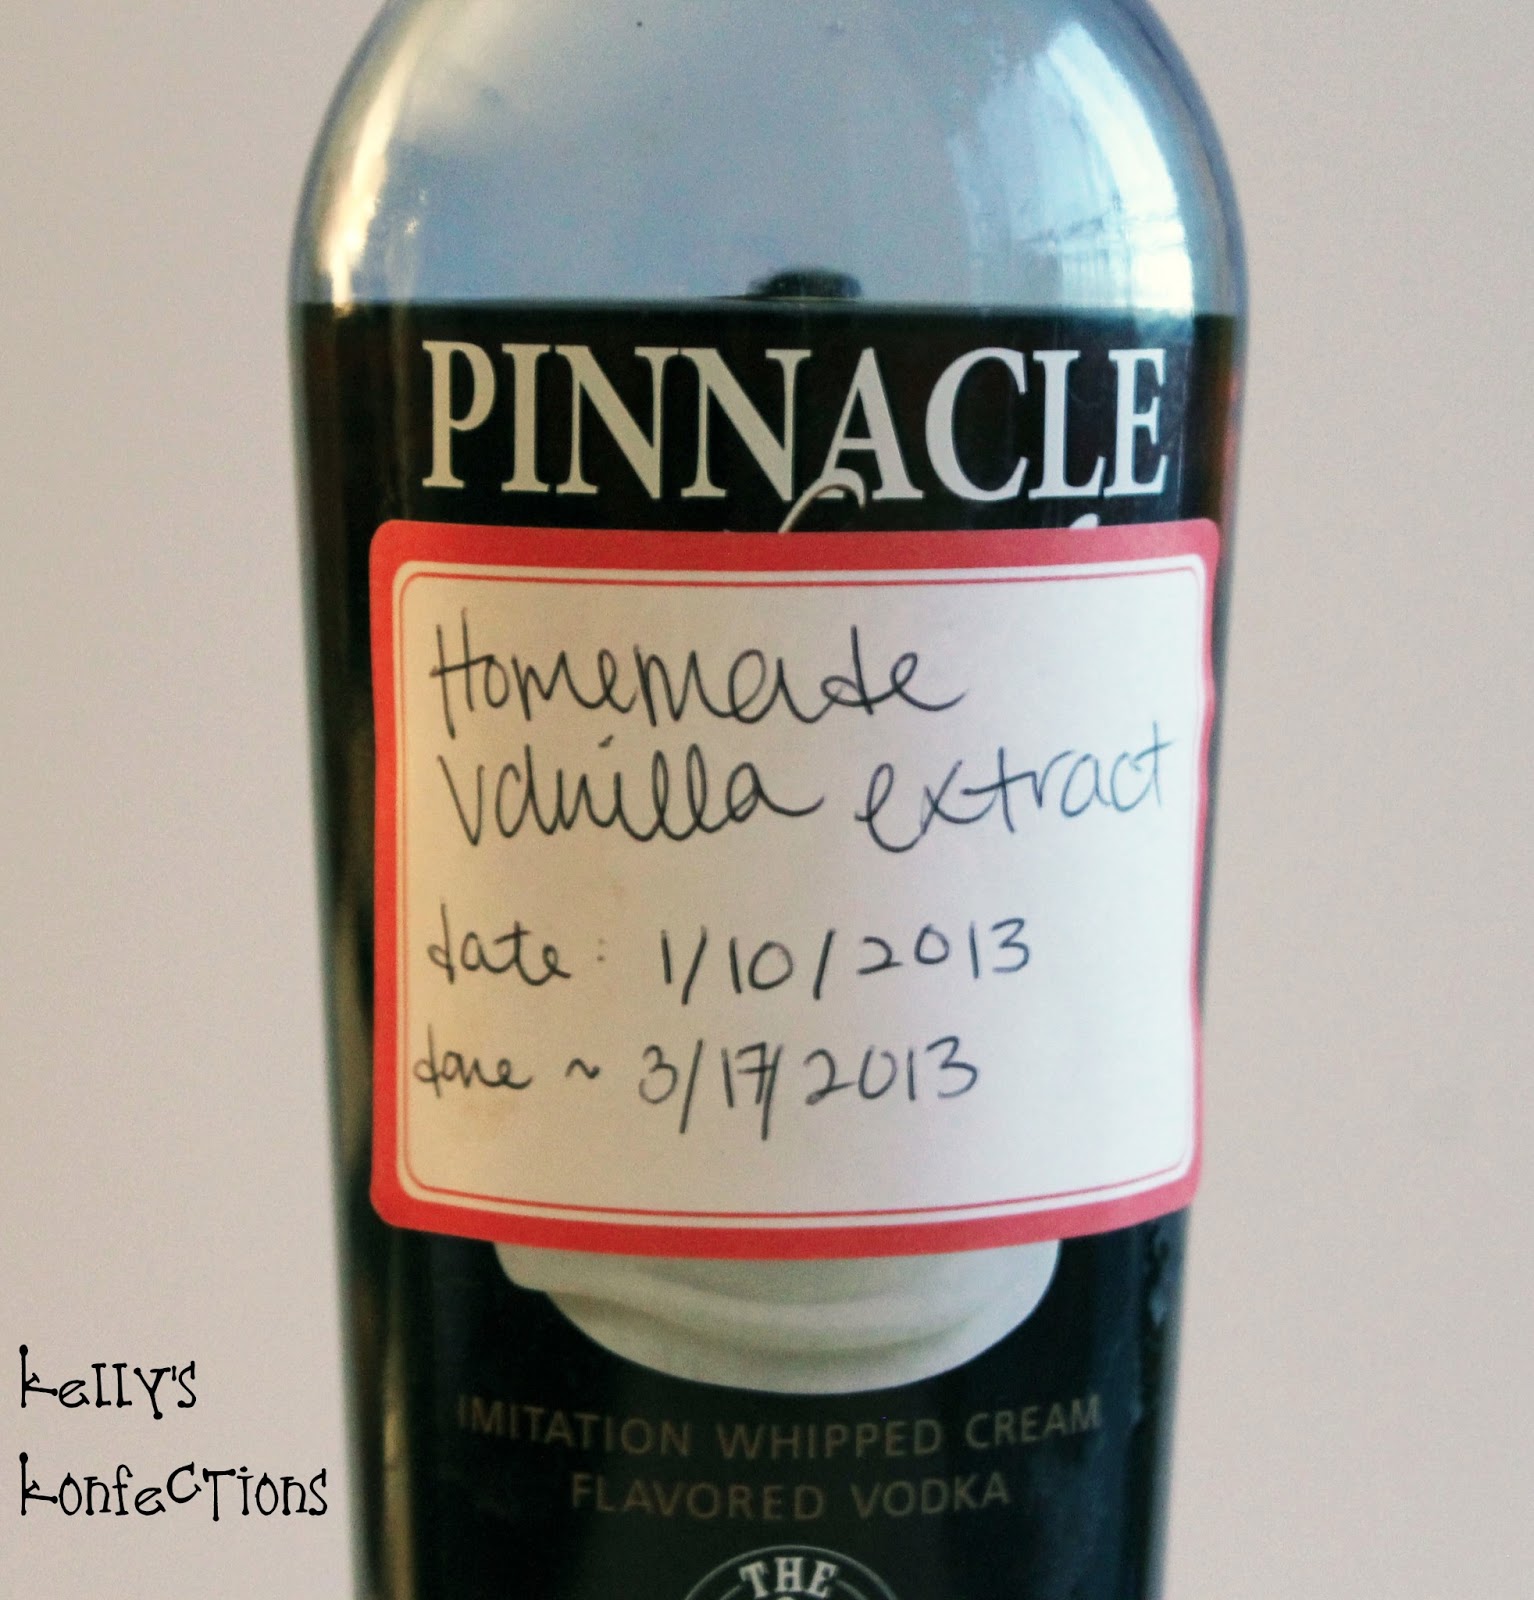 PINNACLE
Homemade
vanilla extract
date: 1/10/2013
done ~ 3/17/2013
IMITATION WHIPPED CREAM
FLAVORED VODKA
THE
Kelly's
Konfections